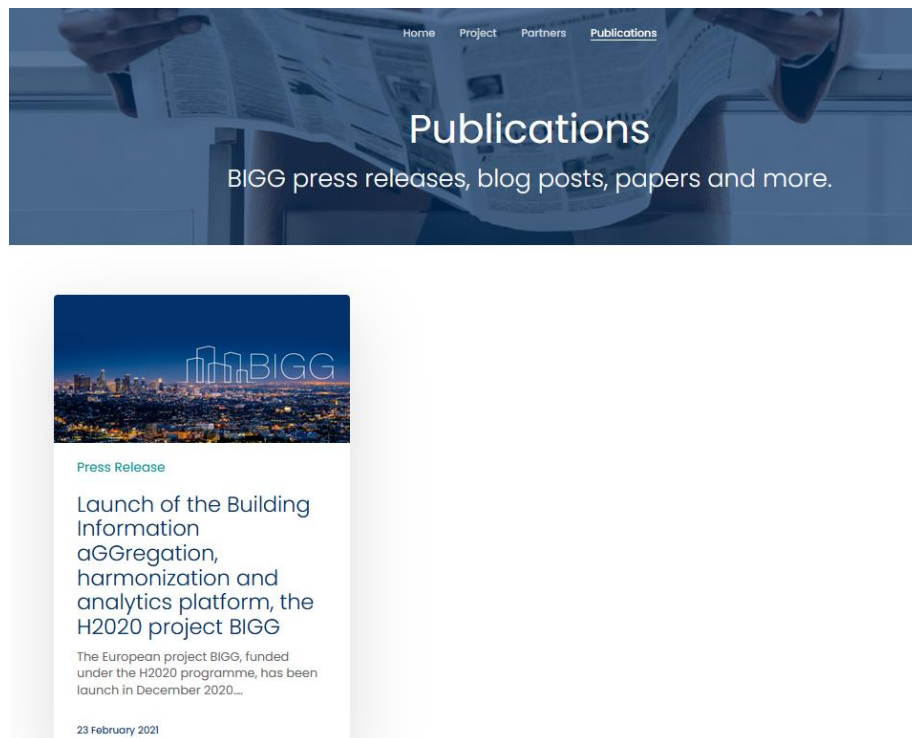 Home Project Partners Publications
Publications
BIGG press releases, blog posts, papers and more.
BIGG
Press Release
Launch of the Building
Information
aGGregation,
harmonization and
analytics platform, the
H2020 project BIGG
The European project BIGG, funded
under the H2020 programme, has been
launch in December 2020....
23 February 2021